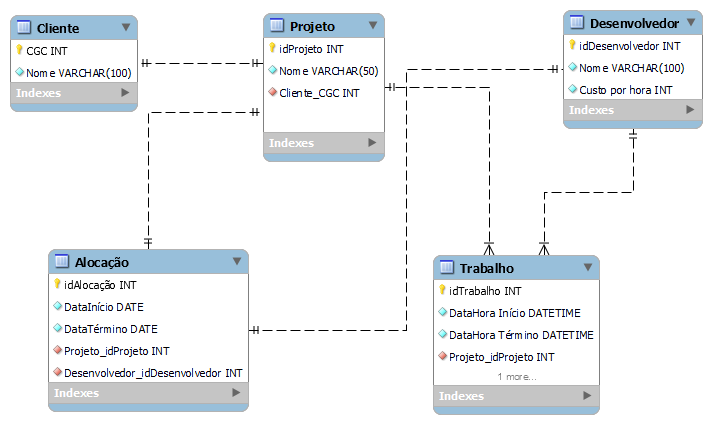 Cliente
CGC INT
Nome VARCHAR(100)
Indexes
Projeto
idProjeto INT
Nome VARCHAR(50)
Cliente_CGC INT
Indexes
Desenvolvedor
idDesenvolvedor INT
Nome VARCHAR(100)
Custo por hora INT
Indexes
Alocação
idAlocação INT
DataInício DATE
DataTérmino DATE
Projeto_idProjeto INT
Desenvolvedor_idDesenvolvedor INT
Indexes
Trabalho
idTrabalho INT
DataHora Início DATETIME
DataHora Término DATETIME
Projeto_idProjeto INT
1 more...
Indexes